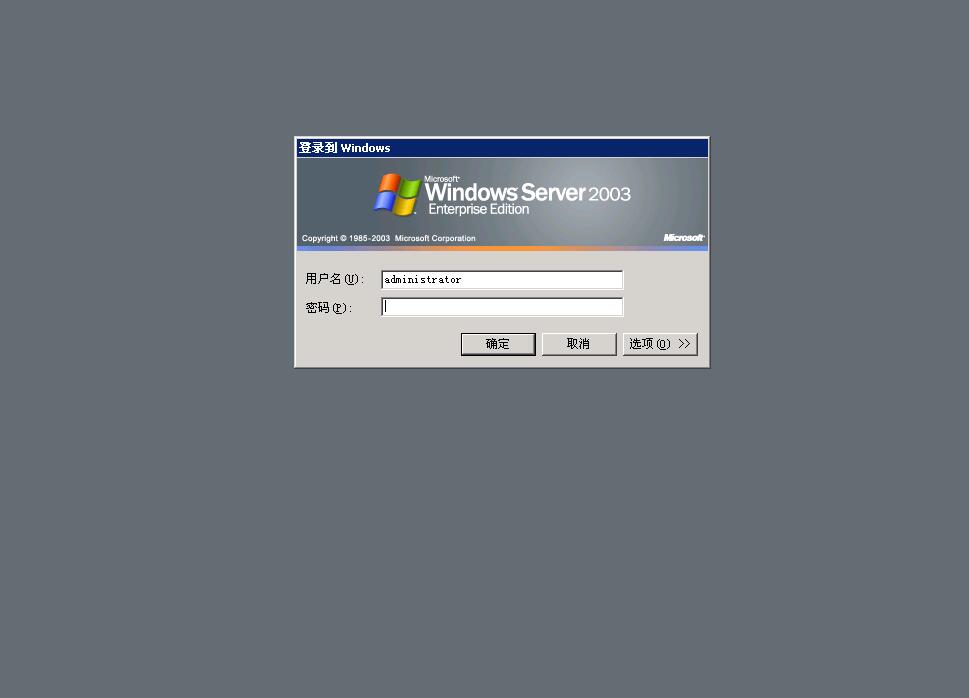 登录到 Windows
Microsoft
Windows Server 2003
Enterprise Edition
Copyright © 1985-2003 Microsoft Corporation Microsoft
用户名(U): administrator
密码(P):
确定 取消 选项(O) >>